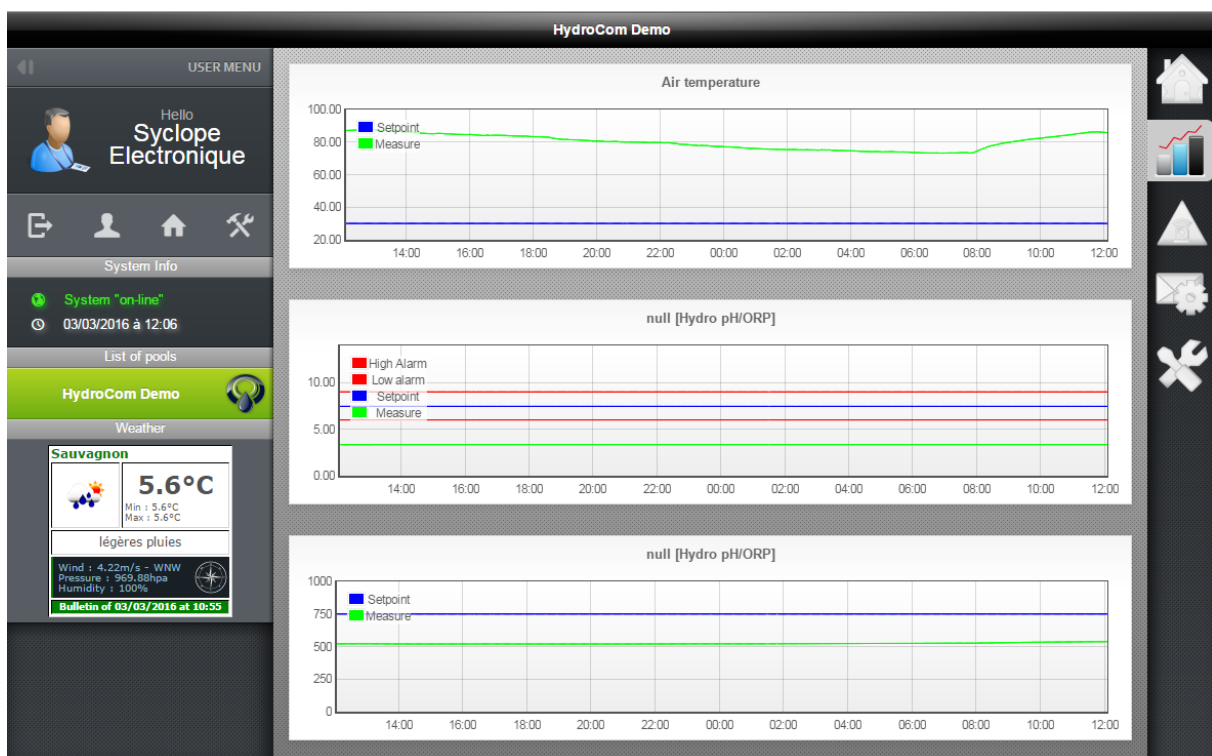 HydroCom Demo
USER MENU
Hello
Syclope
Electronique
System Info
System "on-line"
03/03/2016 à 12:06
List of pools
HydroCom Demo
Weather
Sauvagnon
5.6°C
Min : 5.6°C
Max : 5.6°C
légères pluies
Wind : 4.22m/s - WNW
Pressure : 969.88hpa
Humidity : 100%
Bulletin of 03/03/2016 at 10:55
Air temperature
100.00
80.00
60.00
40.00
20.00
Setpoint
Measure
14:00 16:00 18:00 20:00 22:00 00:00 02:00 04:00 06:00 08:00 10:00 12:00
null [Hydro pH/ORP]
10.00
5.00
0.00
High Alarm
Low alarm
Setpoint
Measure
14:00 16:00 18:00 20:00 22:00 00:00 02:00 04:00 06:00 08:00 10:00 12:00
null [Hydro pH/ORP]
1000
750
500
250
0
Setpoint
Measure
14:00 16:00 18:00 20:00 22:00 00:00 02:00 04:00 06:00 08:00 10:00 12:00